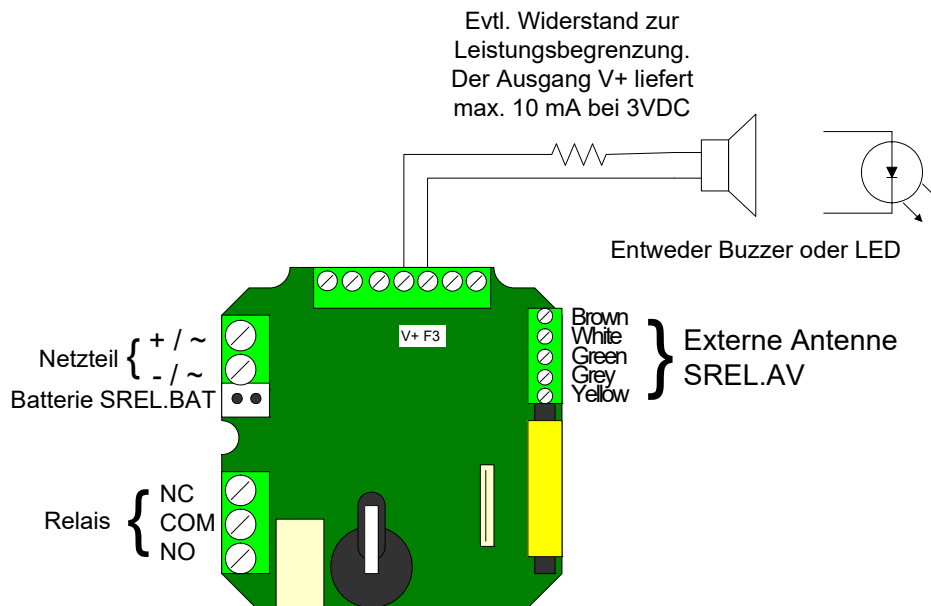 Evtl. Widerstand zur
Leistungsbegrenzung.
Der Ausgang V+ liefert
max. 10 mA bei 3VDC
Entweder Buzzer oder LED
V+ F3
Netzteil
+ / ~
- / ~
Batterie SREL.BAT
Brown
White
Green
Grey
Yellow
Externe Antenne
SREL.AV
Relais
NC
COM
NO